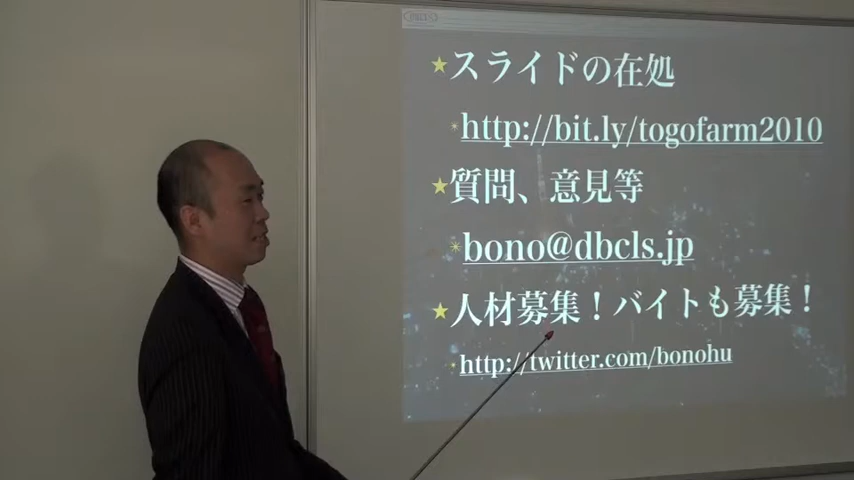 スライドの在処
http://bit.ly/togofarm2010
質問、意見等
bono@dbcls.jp
人材募集！バイトも募集！
http://twitter.com/bonohu